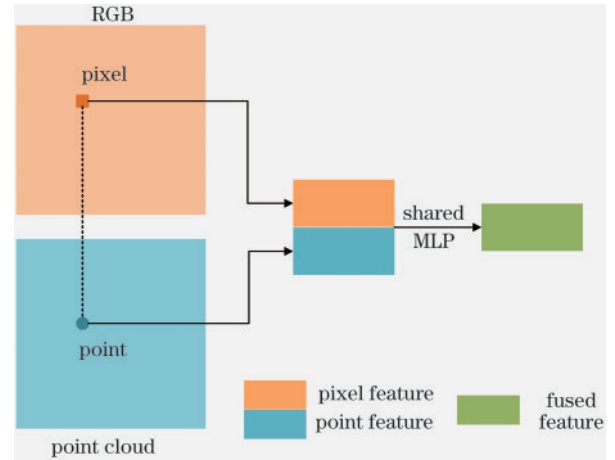 RGB
pixel
shared
MLP
point
pixel feature
point feature
fused
feature
point cloud